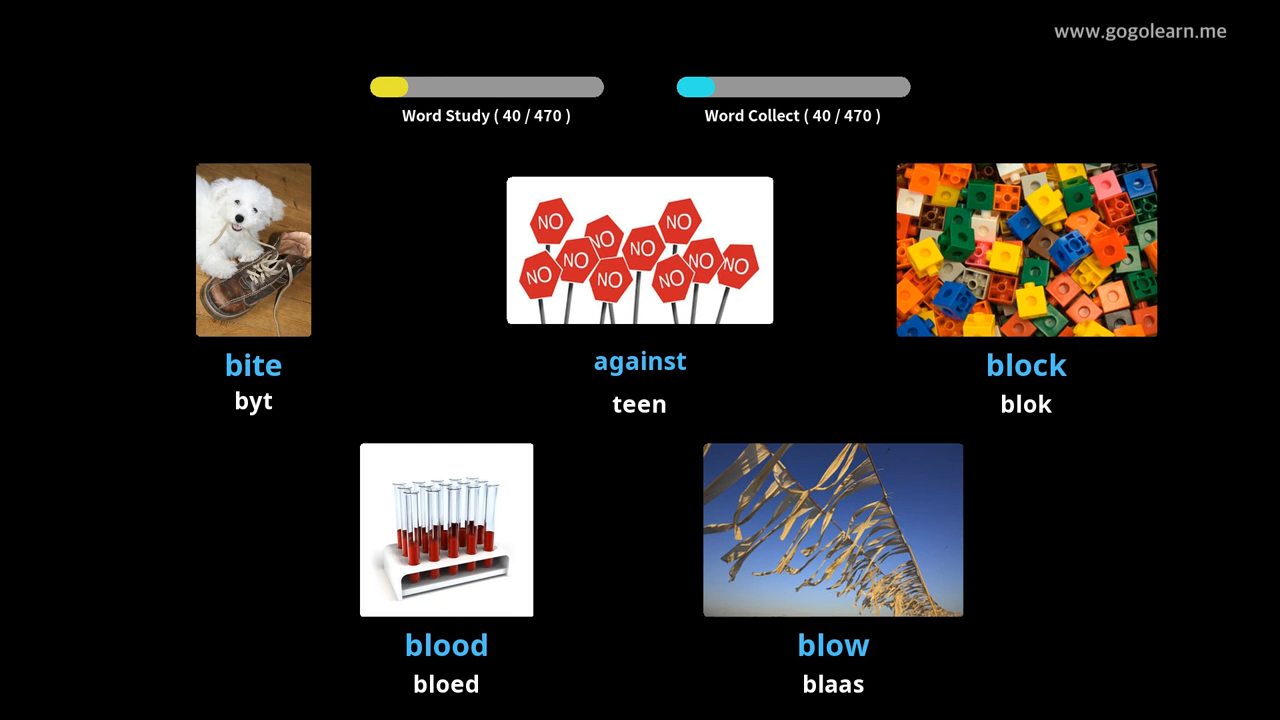 www.gogolearn.me
Word Study ( 40 / 470 )
Word Collect ( 40 / 470 )
NO
NO
NO
NO
NO
NO
NO
NO
NO
NO
bite
byt
against
teen
block
blok
blood
bloed
blow
blaas